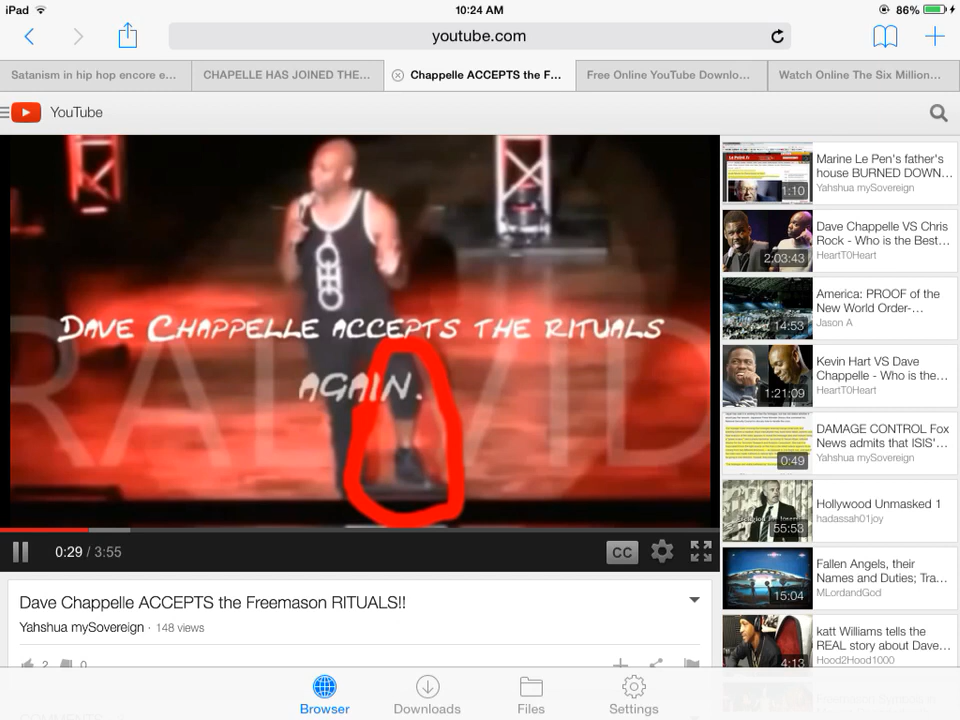 iPad
10:24 AM
86%
youtube.com
Satanism in hip hop encore e...
CHAPELLE HAS JOINED THE...
Chappelle ACCEPTS the F...
Free Online YouTube Downlo...
Watch Online The Six Million...
YouTube
DAVE CHAPPELLE ACCEPTS THE RITUALS
AGAIN.
0:29 / 3:55
CC
Dave Chappelle ACCEPTS the Freemason RITUALS!!
Yahshua mySovereign · 148 views
2
0
COMMENTS
Marine Le Pen's father's
house BURNED DOWN...
Yahshua mySovereign
1:10
Dave Chappelle VS Chris
Rock - Who is the Best...
HeartT0Heart
2:03:43
America: PROOF of the
New World Order-...
Jason A
14:53
Kevin Hart VS Dave
Chappelle - Who is the...
HeartT0Heart
1:21:09
DAMAGE CONTROL Fox
News admits that ISIS'...
Yahshua mySovereign
0:49
Hollywood Unmasked 1
hadassah01joy
55:53
Fallen Angels, their
Names and Duties; Tra...
MLordandGod
15:04
katt Williams tells the
REAL story about Dave...
Hood2Hood1000
4:13
Browser
Downloads
Files
Settings